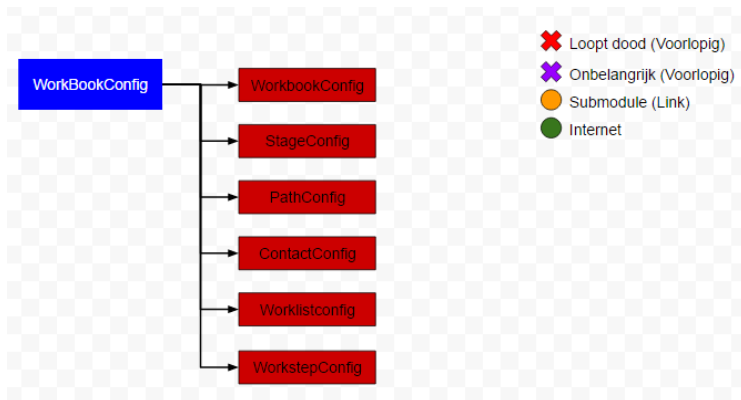 WorkBookConfig
WorkbookConfig
StageConfig
PathConfig
ContactConfig
Worklistconfig
WorkstepConfig
Loopt dood (Voorlopig)
Onbelangrijk (Voorlopig)
Submodule (Link)
Internet